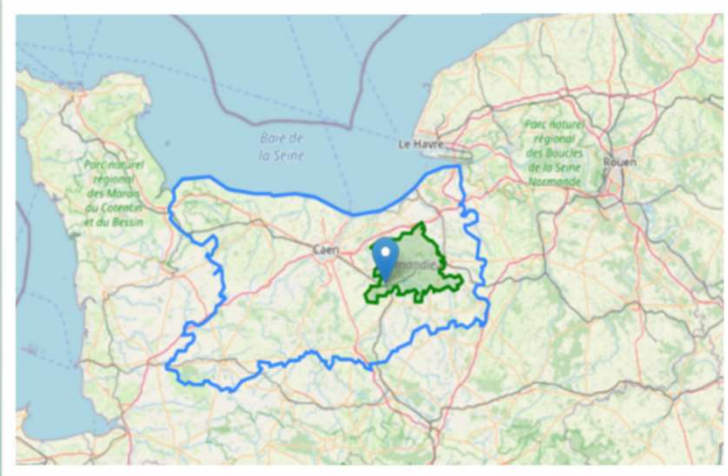 Baie de
la Seine
Le Havre
Parc naturel
régional
des Boucles
de la Seine
Normande
Rouen
Parc naturel
régional
des Marais
du Cotentin
et du Bessin
Caen
mandie